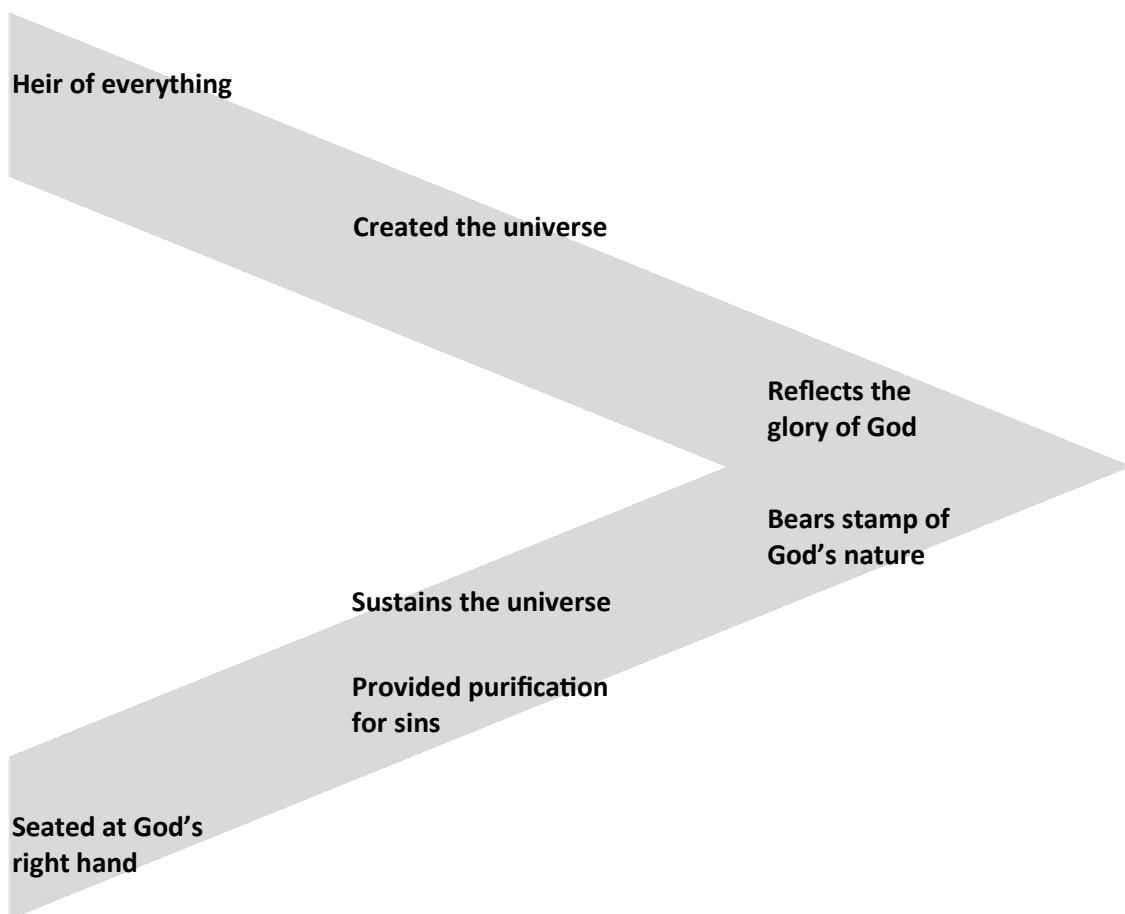 Heir of everything
Created the universe
Reflects the
glory of God
Bears stamp of
God’s nature
Sustains the universe
Provided purification
for sins
Seated at God’s
right hand